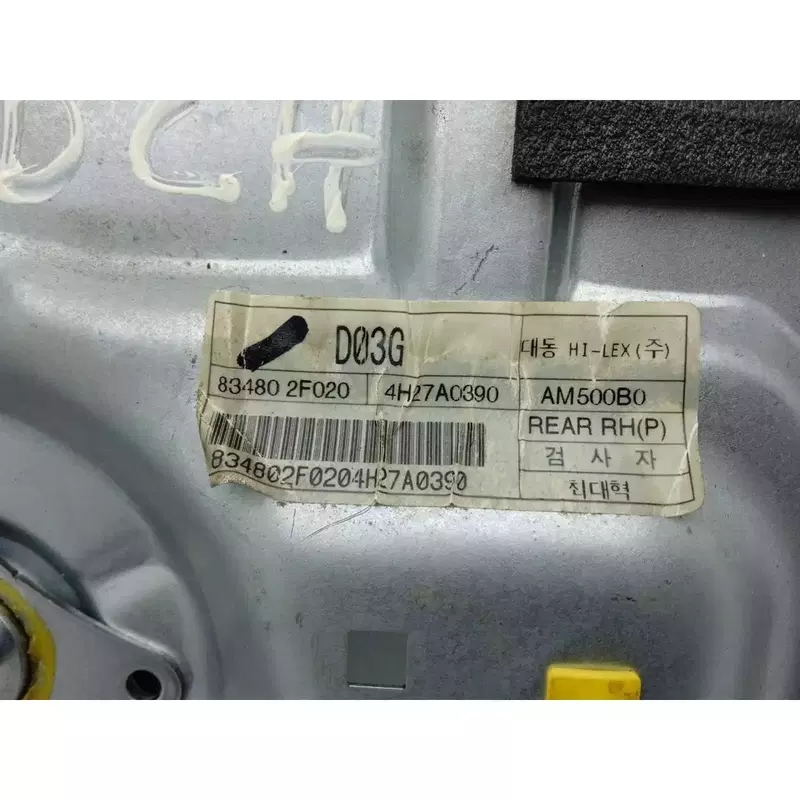 DCH
D03G 대동 HI-LEX(주)
83480 2F020 4H27A0390 AM500B0
REAR RH(P)
834802F0204H27A0390
검 사 자
최대혁